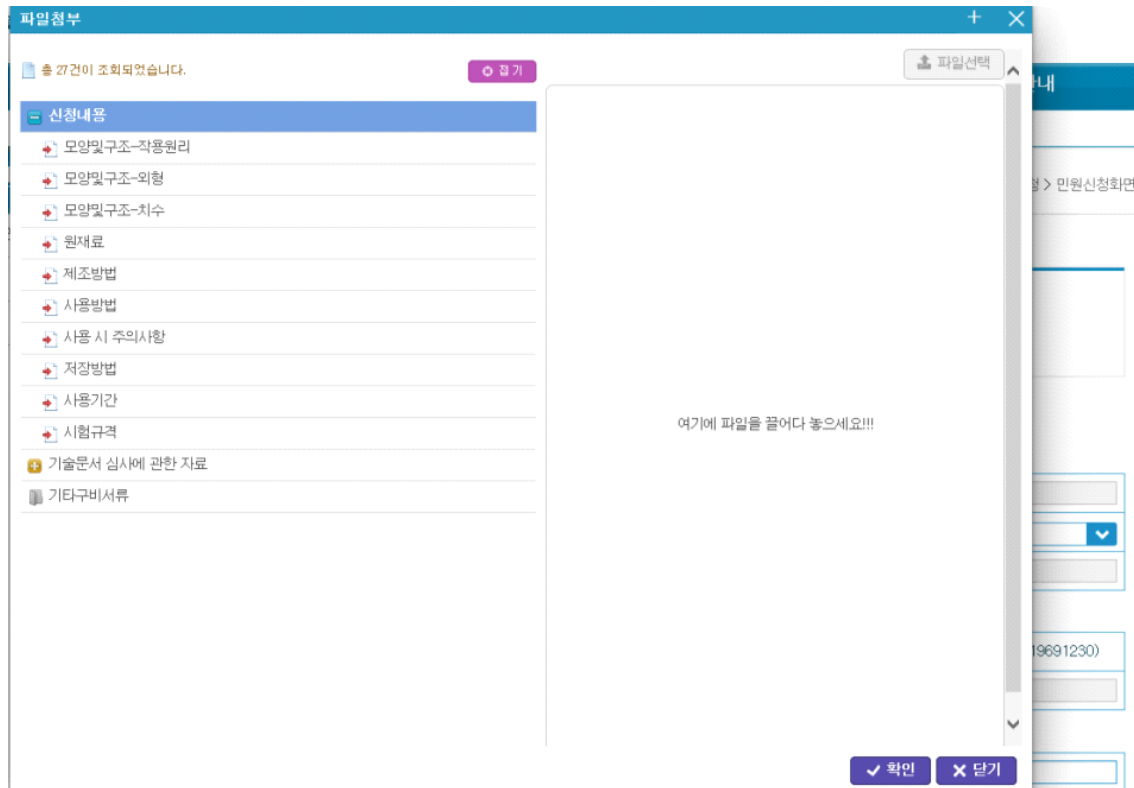 파일첨부
총 27건이 조회되었습니다.
접기
파일선택
신청내용
모양및구조-작용원리
모양및구조-외형
모양및구조-치수
원재료
제조방법
사용방법
사용 시 주의사항
저장방법
사용기간
시험규격
기술문서 심사에 관한 자료
기타구비서류
여기에 파일을 끌어다 놓으세요!!!
확인
닫기
> 민원신청화면
19691230)